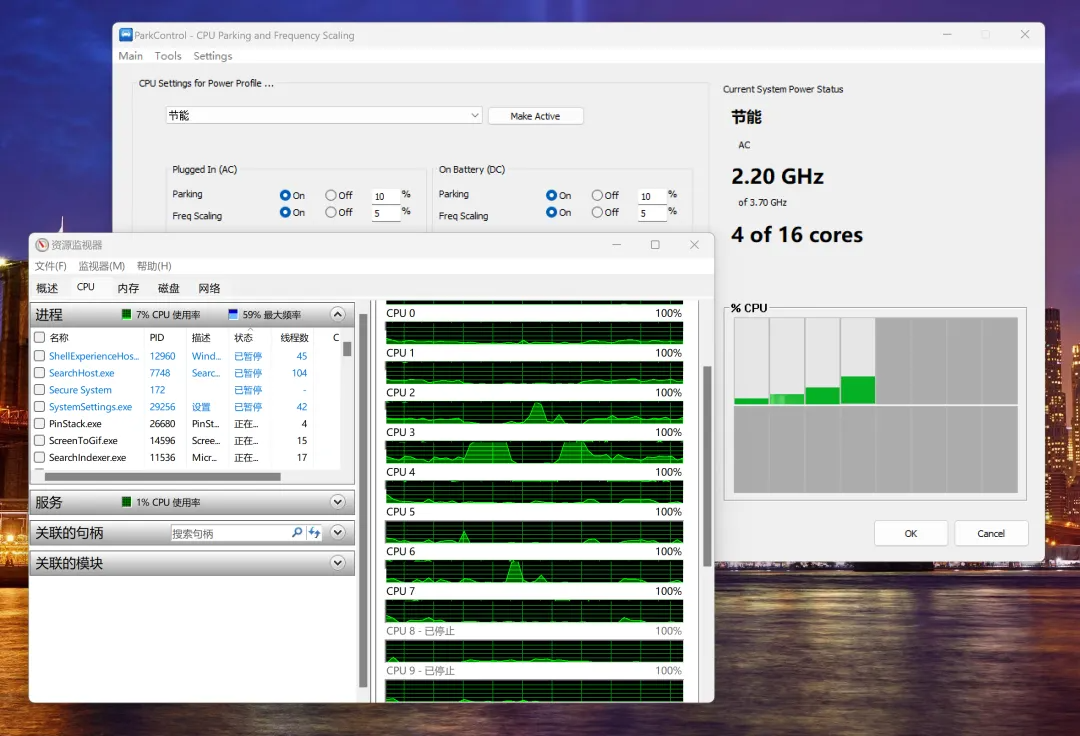 ParkControl - CPU Parking and Frequency Scaling
Main Tools Settings
CPU Settings for Power Profile ...
节能
Make Active
Plugged In (AC)
Parking On Off 10 %
Freq Scaling On Off 5 %
On Battery (DC)
Parking On Off 10 %
Freq Scaling On Off 5 %
Current System Power Status
节能
AC
2.20 GHz
of 3.70 GHz
4 of 16 cores
% CPU
OK Cancel
资源监视器
文件(F) 监视器(M) 帮助(H)
概述 CPU 内存 磁盘 网络
进程 7% CPU 使用率 59% 最大频率
名称 PID 描述 状态 线程数 C
ShellExperienceHos... 12960 Wind... 已暂停 45
SearchHost.exe 7748 Searc... 已暂停 104
Secure System 172 已暂停 -
SystemSettings.exe 29256 设置 已暂停 42
PinStack.exe 26680 PinSt... 正在... 4
ScreenToGif.exe 14596 Scree... 正在... 15
SearchIndexer.exe 11536 Micr... 正在... 17
服务 1% CPU 使用率
关联的句柄 搜索句柄
关联的模块
CPU 0 100%
CPU 1 100%
CPU 2 100%
CPU 3 100%
CPU 4 100%
CPU 5 100%
CPU 6 100%
CPU 7 100%
CPU 8 - 已停止 100%
CPU 9 - 已停止 100%